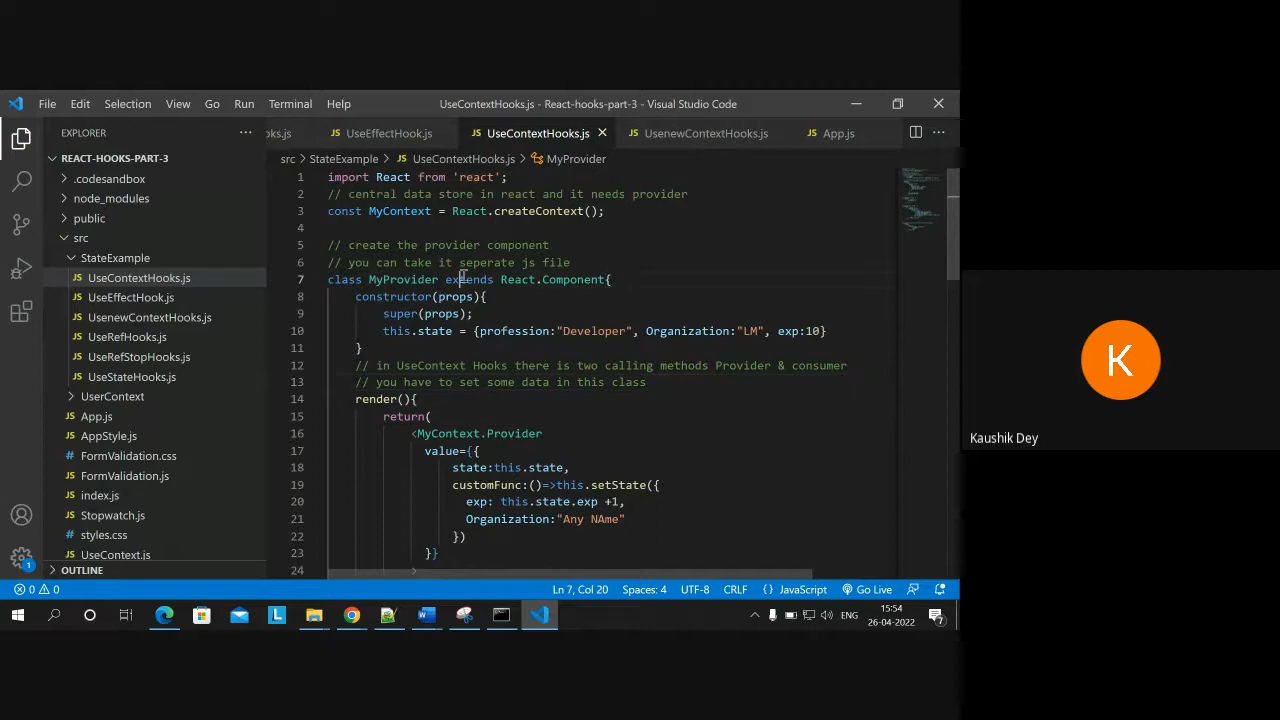 File Edit Selection View Go Run Terminal Help
UseContextHooks.js - React-hooks-part-3 - Visual Studio Code
EXPLORER
ks.js
UseEffectHook.js
UseContextHooks.js
UsenewContextHooks.js
App.js
REACT-HOOKS-PART-3
.codesandbox
node_modules
public
src
StateExample
UseContextHooks.js
UseEffectHook.js
UsenewContextHooks.js
UseRefHooks.js
UseRefStopHooks.js
UseStateHooks.js
UserContext
App.js
AppStyle.js
FormValidation.css
FormValidation.js
index.js
Stopwatch.js
styles.css
UseContext.js
OUTLINE
src > StateExample > JS UseContextHooks.js > MyProvider
1 import React from 'react';
2 // central data store in react and it needs provider
3 const MyContext = React.createContext();
4
5 // create the provider component
6 // you can take it seperate js file
7 class MyProvider extends React.Component{
8 constructor(props){
9 super(props);
10 this.state = {profession:"Developer", Organization:"LM", exp:10}
11 }
12 // in UseContext Hooks there is two calling methods Provider & consumer
13 // you have to set some data in this class
14 render(){
15 return(
16 <MyContext.Provider
17 value={{
18 state:this.state,
19 customFunc:()=>this.setState({
20 exp: this.state.exp +1,
21 Organization:"Any NAme"
22 })
23 }}
24 >
0 0
Ln 7, Col 20 Spaces: 4 UTF-8 CRLF {} JavaScript Go Live
ENG
15:54
26-04-2022
K
Kaushik Dey